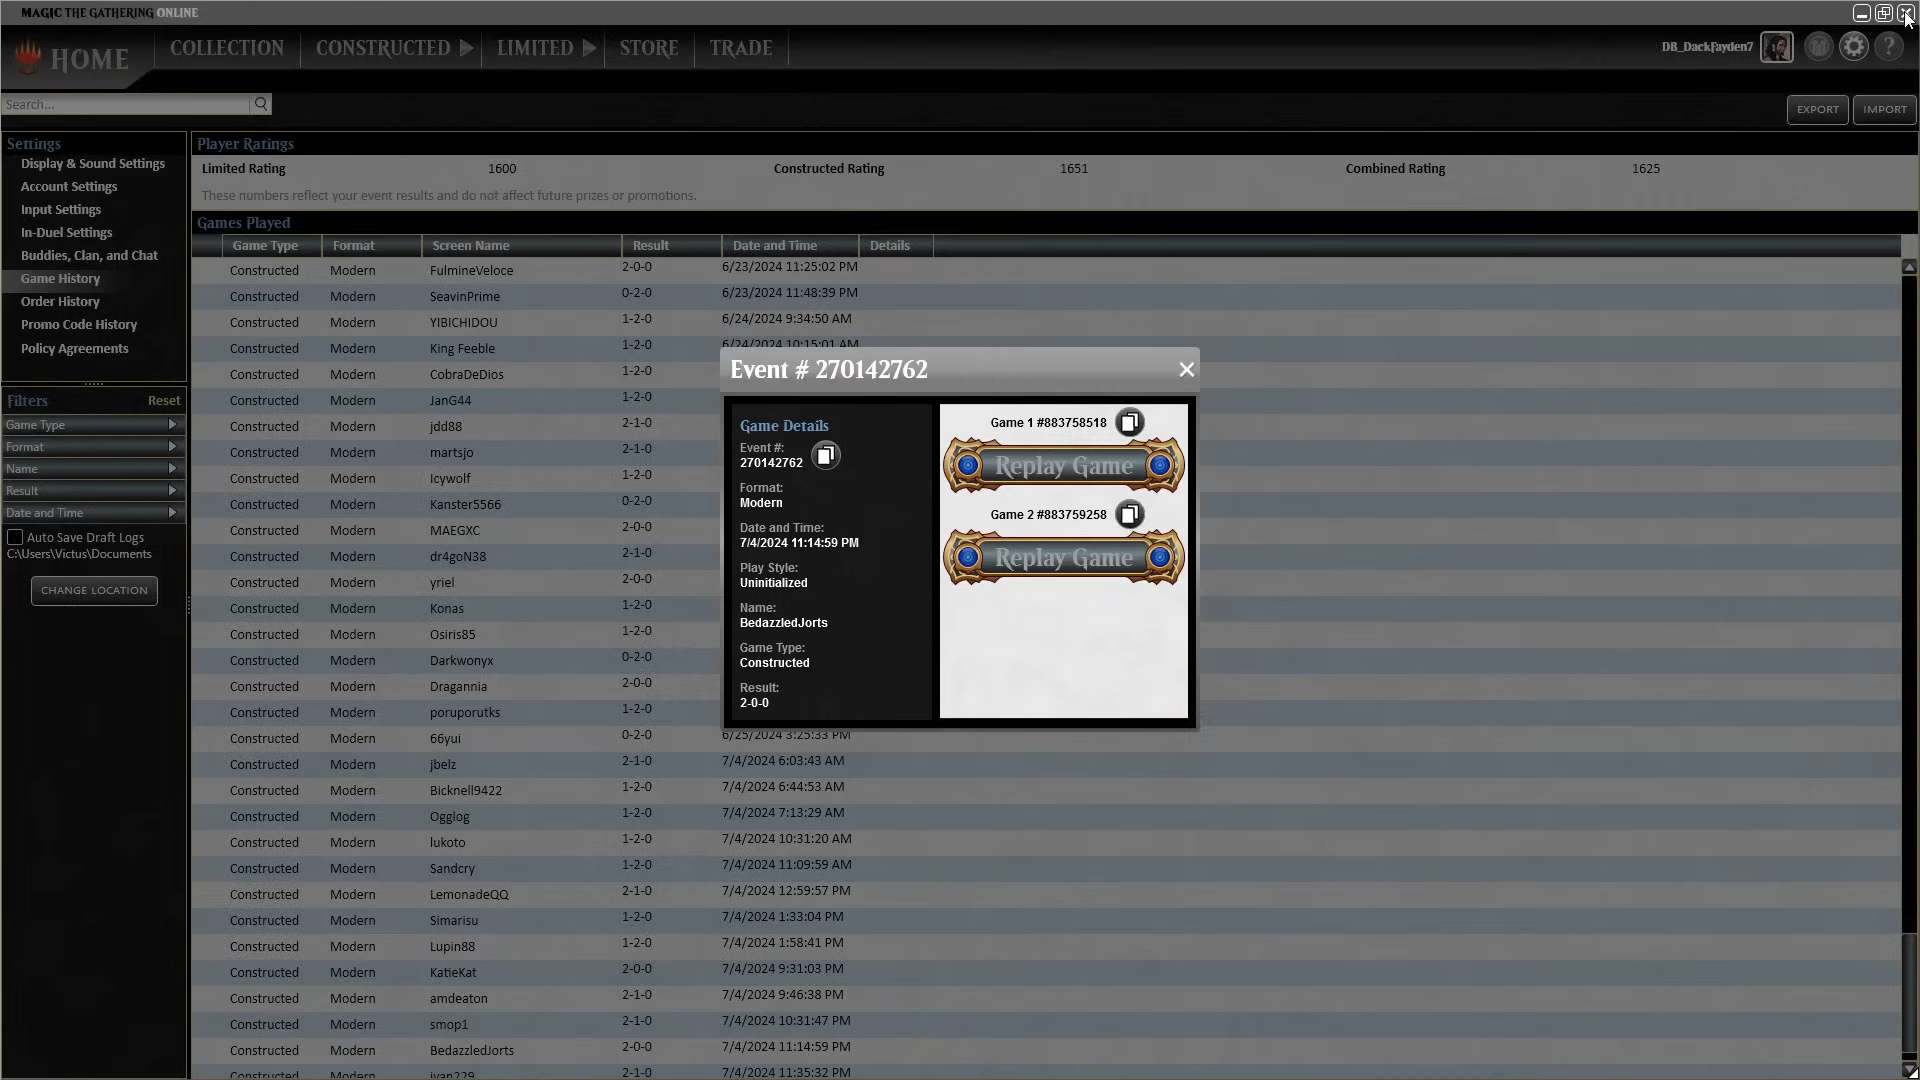 MAGIC THE GATHERING ONLINE
HOME
COLLECTION
CONSTRUCTED
LIMITED
STORE
TRADE
DB_DackFayden7
?
Search...
EXPORT
IMPORT
Settings
Display & Sound Settings
Account Settings
Input Settings
In-Duel Settings
Buddies, Clan, and Chat
Game History
Order History
Promo Code History
Policy Agreements
Filters Reset
Game Type
Format
Name
Result
Date and Time
Auto Save Draft Logs
C:\Users\Victus\Documents
CHANGE LOCATION
Player Ratings
Limited Rating 1600 Constructed Rating 1651 Combined Rating 1625
These numbers reflect your event results and do not affect future prizes or promotions.
Games Played
Game Type Format Screen Name Result Date and Time Details
Constructed Modern FulmineVeloce 2-0-0 6/23/2024 11:25:02 PM
Constructed Modern SeavinPrime 0-2-0 6/23/2024 11:48:39 PM
Constructed Modern YIBICHIDOU 1-2-0 6/24/2024 9:34:50 AM
Constructed Modern King Feeble 1-2-0 6/24/2024 10:15:01 AM
Constructed Modern CobraDeDios 1-2-0
Constructed Modern JanG44 1-2-0
Constructed Modern jdd88 2-1-0
Constructed Modern martsjo 2-1-0
Constructed Modern Icywolf 1-2-0
Constructed Modern Kanster5566 0-2-0
Constructed Modern MAEGXC 2-0-0
Constructed Modern dr4goN38 2-1-0
Constructed Modern yriel 2-0-0
Constructed Modern Konas 1-2-0
Constructed Modern Osiris85 1-2-0
Constructed Modern Darkwonyx 0-2-0
Constructed Modern Dragannia 2-0-0
Constructed Modern poruporutks 1-2-0
Constructed Modern 66yui 0-2-0 6/25/2024 3:25:33 PM
Constructed Modern jbelz 2-1-0 7/4/2024 6:03:43 AM
Constructed Modern Bicknell9422 1-2-0 7/4/2024 6:44:53 AM
Constructed Modern Ogglog 1-2-0 7/4/2024 7:13:29 AM
Constructed Modern lukoto 1-2-0 7/4/2024 10:31:20 AM
Constructed Modern Sandcry 1-2-0 7/4/2024 11:09:59 AM
Constructed Modern LemonadeQQ 2-1-0 7/4/2024 12:59:57 PM
Constructed Modern Simarisu 1-2-0 7/4/2024 1:33:04 PM
Constructed Modern Lupin88 1-2-0 7/4/2024 1:58:41 PM
Constructed Modern KatieKat 2-0-0 7/4/2024 9:31:03 PM
Constructed Modern amdeaton 2-1-0 7/4/2024 9:46:38 PM
Constructed Modern smop1 2-1-0 7/4/2024 10:31:47 PM
Constructed Modern BedazzledJorts 2-0-0 7/4/2024 11:14:59 PM
Constructed Modern ivan229 2-1-0 7/4/2024 11:35:32 PM
Event # 270142762
Game Details
Event #:
270142762
Format:
Modern
Date and Time:
7/4/2024 11:14:59 PM
Play Style:
Uninitialized
Name:
BedazzledJorts
Game Type:
Constructed
Result:
2-0-0
Game 1 #883758518
Replay Game
Game 2 #883759258
Replay Game